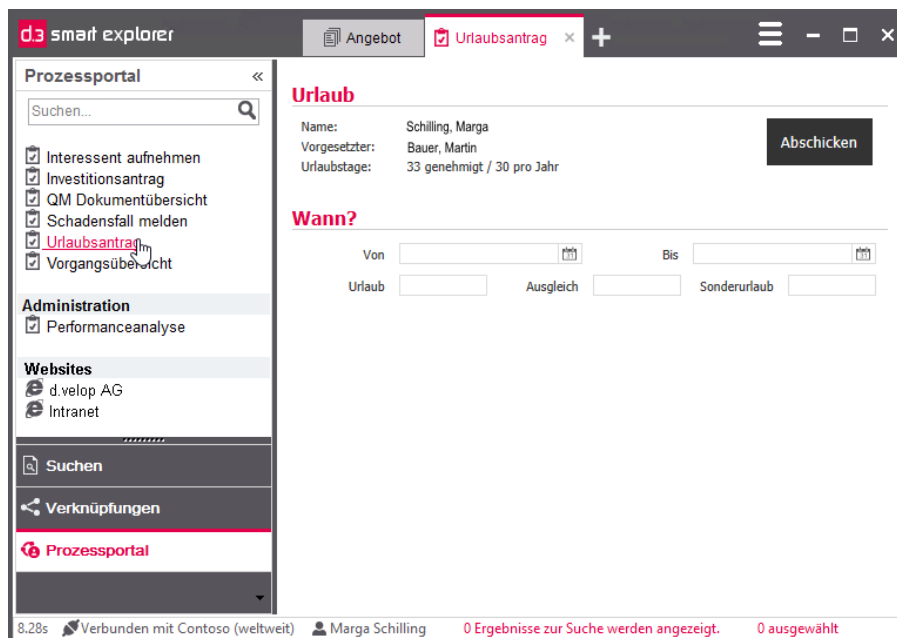 d.3 smart explorer
Angebot
Urlaubsantrag
Prozessportal
Suchen...
Interessent aufnehmen
Investitionsantrag
QM Dokumentübersicht
Schadensfall melden
Urlaubsantrag
Vorgangsübersicht
Administration
Performanceanalyse
Websites
d.velop AG
Intranet
Suchen
Verknüpfungen
Prozessportal
Urlaub
Name: Schilling, Marga
Vorgesetzter: Bauer, Martin
Urlaubstage: 33 genehmigt / 30 pro Jahr
Abschicken
Wann?
Von Bis
Urlaub Ausgleich Sonderurlaub
8.28s Verbunden mit Contoso (weltweit) Marga Schilling 0 Ergebnisse zur Suche werden angezeigt. 0 ausgewählt